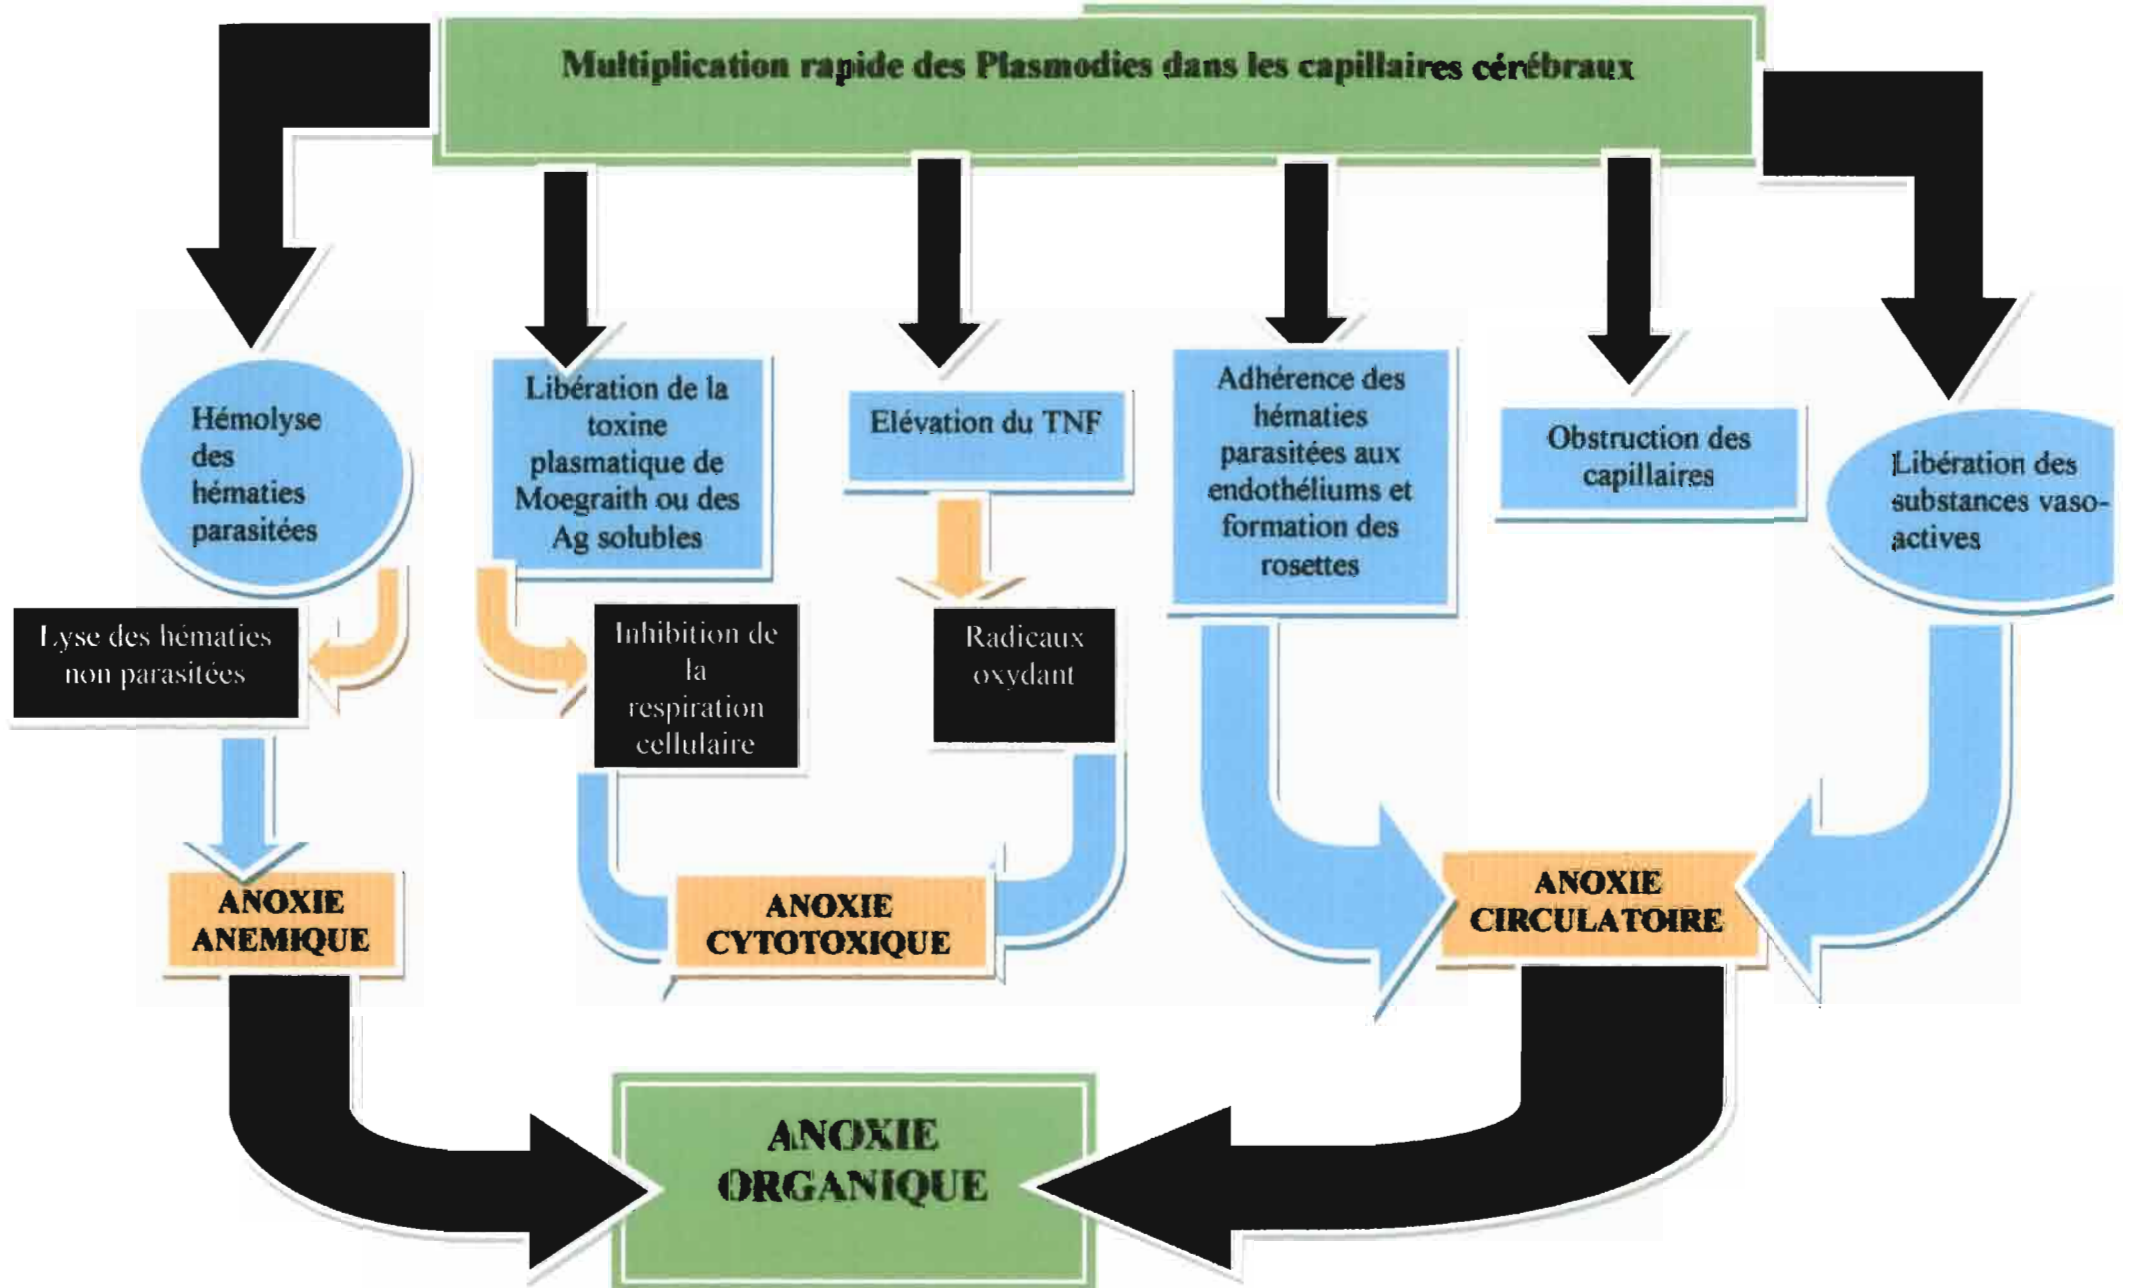 Multiplication rapide des Plasmodies dans les capillaires cérébraux
Hémolyse
des
hématies
parasitées
Libération de la
toxine
plasmatique de
Moegraith ou des
Ag solubles
Elévation du TNF
Adhérence des
hématies
parasitées aux
endothéliums et
formation des
rosettes
Obstruction des
capillaires
Libération des
substances vaso-
actives
Lyse des hématies
non parasitées
Inhibition de
la
respiration
cellulaire
Radicaux
oxydant
ANOXIE
ANEMIQUE
ANOXIE
CYTOTOXIQUE
ANOXIE
CIRCULATOIRE
ANOXIE
ORGANIQUE